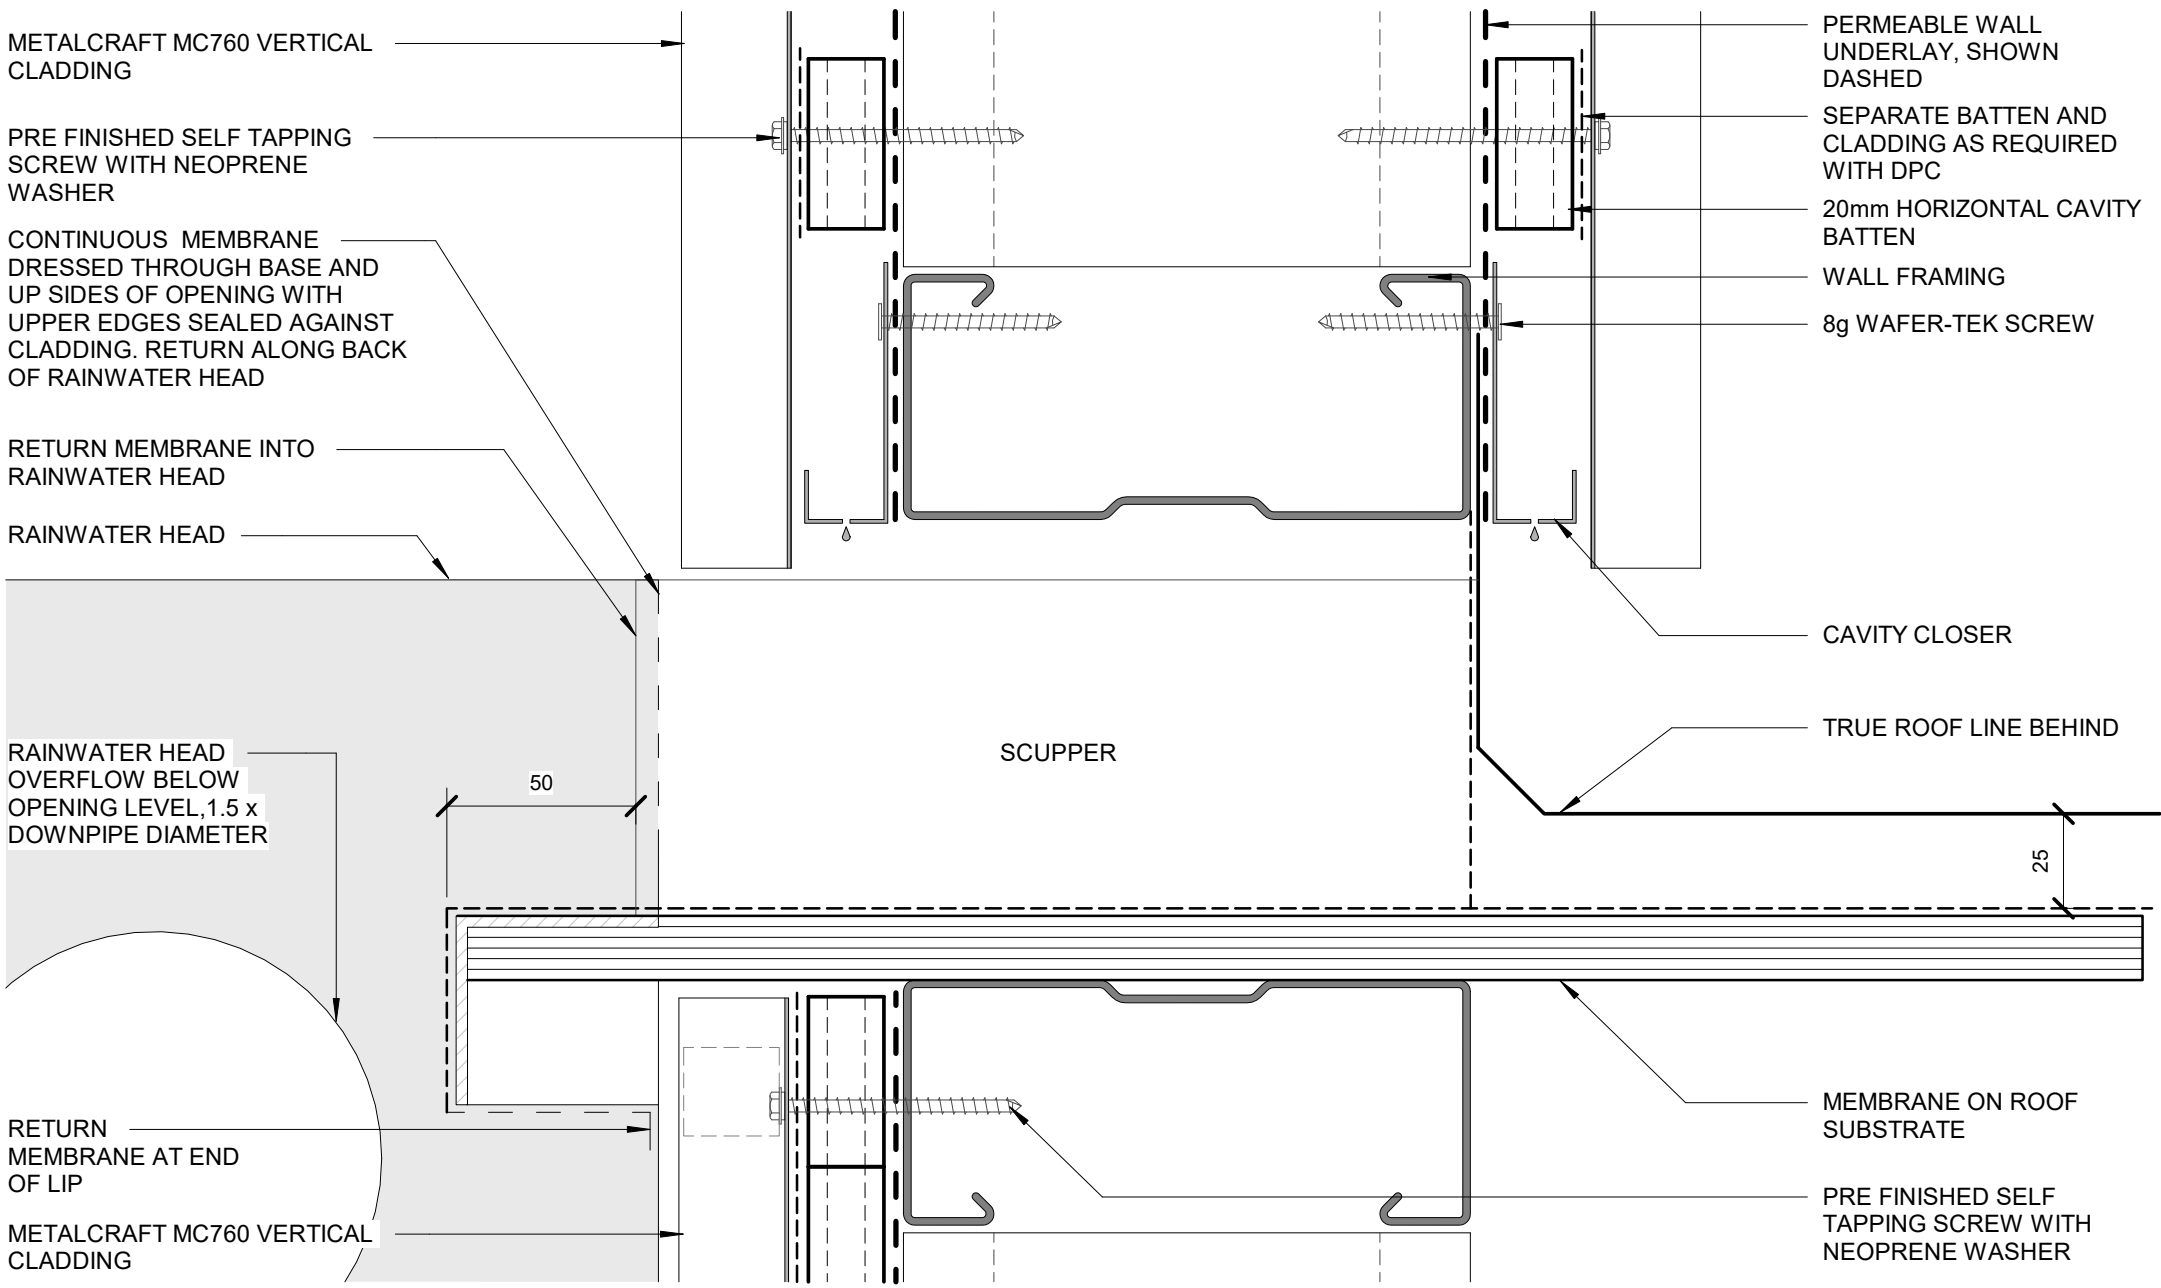 METALCRAFT MC760 VERTICAL
CLADDING
PRE FINISHED SELF TAPPING
SCREW WITH NEOPRENE
WASHER
CONTINUOUS MEMBRANE
DRESSED THROUGH BASE AND
UP SIDES OF OPENING WITH
UPPER EDGES SEALED AGAINST
CLADDING. RETURN ALONG BACK
OF RAINWATER HEAD
RETURN MEMBRANE INTO
RAINWATER HEAD
RAINWATER HEAD
RAINWATER HEAD
OVERFLOW BELOW
OPENING LEVEL,1.5 x
DOWNPIPE DIAMETER
RETURN
MEMBRANE AT END
OF LIP
METALCRAFT MC760 VERTICAL
CLADDING
50
SCUPPER
25
PERMEABLE WALL
UNDERLAY, SHOWN
DASHED
SEPARATE BATTEN AND
CLADDING AS REQUIRED
WITH DPC
20mm HORIZONTAL CAVITY
BATTEN
WALL FRAMING
8g WAFER-TEK SCREW
CAVITY CLOSER
TRUE ROOF LINE BEHIND
MEMBRANE ON ROOF
SUBSTRATE
PRE FINISHED SELF
TAPPING SCREW WITH
NEOPRENE WASHER